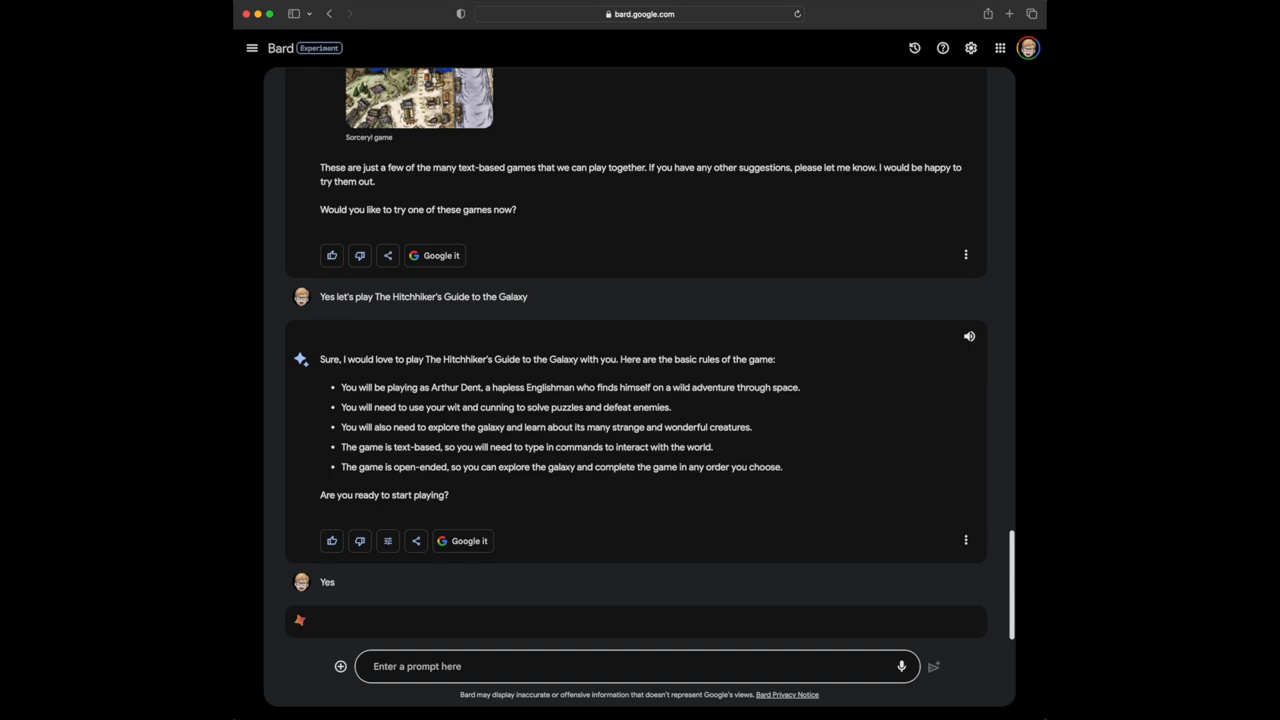 bard.google.com
Bard Experiment
Sorceryl game
These are just a few of the many text-based games that we can play together. If you have any other suggestions, please let me know. I would be happy to
try them out.
Would you like to try one of these games now?
Google it
Yes let's play The Hitchhiker's Guide to the Galaxy
Sure, I would love to play The Hitchhiker's Guide to the Galaxy with you. Here are the basic rules of the game:
• You will be playing as Arthur Dent, a hapless Englishman who finds himself on a wild adventure through space.
• You will need to use your wit and cunning to solve puzzles and defeat enemies.
• You will also need to explore the galaxy and learn about its many strange and wonderful creatures.
• The game is text-based, so you will need to type in commands to interact with the world.
• The game is open-ended, so you can explore the galaxy and complete the game in any order you choose.
Are you ready to start playing?
Google it
Yes
Enter a prompt here
Bard may display inaccurate or offensive information that doesn't represent Google's views. Bard Privacy Notice